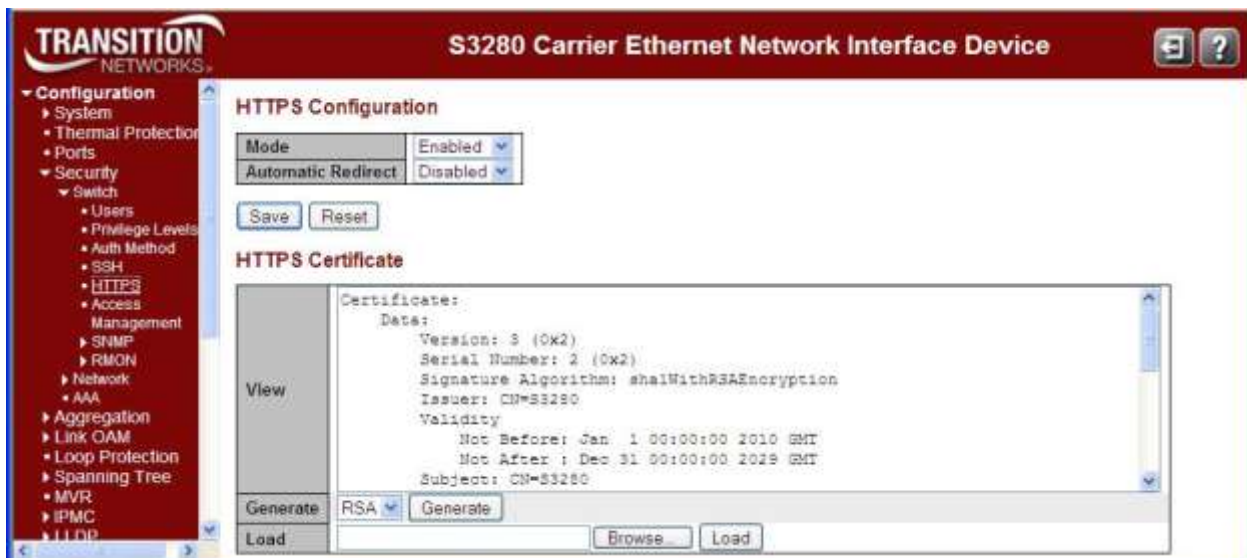 TRANSITION
NETWORKS
S3280 Carrier Ethernet Network Interface Device
?
Configuration
System
Thermal Protection
Ports
Security
Switch
Users
Privilege Levels
Auth Method
SSH
HTTPS
Access
Management
SNMP
RMON
Network
AAA
Aggregation
Link OAM
Loop Protection
Spanning Tree
MVR
IPMC
LLDP
HTTPS Configuration
Mode Enabled
Automatic Redirect Disabled
Save Reset
HTTPS Certificate
View
Certificate:
Data:
Version: 3 (0x2)
Serial Number: 2 (0x2)
Signature Algorithm: sha1WithRSAEncryption
Issuer: CN=S3280
Validity
Not Before: Jan 1 00:00:00 2010 GMT
Not After : Dec 31 00:00:00 2029 GMT
Subject: CN=S3280
Generate RSA Generate
Load Browse... Load